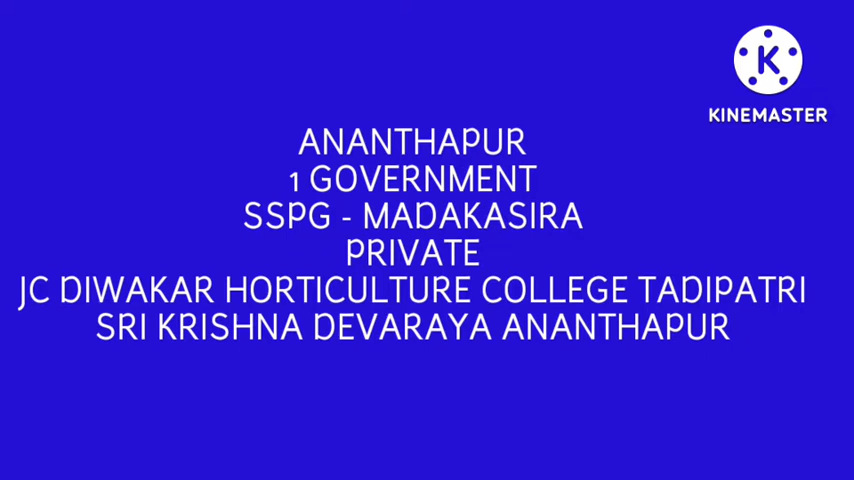 KINEMASTER
ANANTHAPUR
1 GOVERNMENT
SSPG - MADAKASIRA
PRIVATE
JC DIWAKAR HORTICULTURE COLLEGE TADIPATRI
SRI KRISHNA DEVARAYA ANANTHAPUR